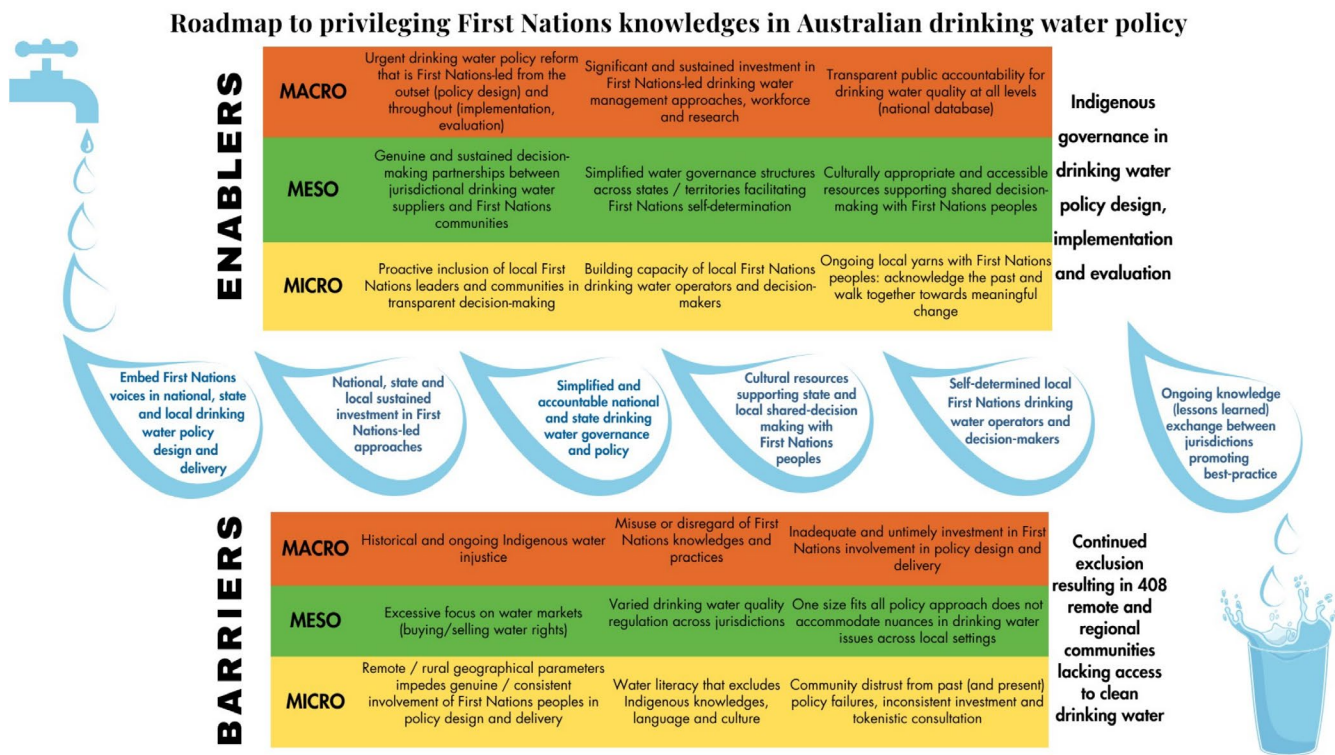 Roadmap to privileging First Nations knowledges in Australian drinking water policy
ENABLERS
MACRO
Urgent drinking water policy reform
that is First Nations-led from the
outset (policy design) and
throughout (implementation,
evaluation)
Significant and sustained investment in
First Nations-led drinking water
management approaches, workforce
and research
Transparent public accountability for
drinking water quality at all levels
(national database)
MESO
Genuine and sustained decision-
making partnerships between
jurisdictional drinking water
suppliers and First Nations
communities
Simplified water governance structures
across states / territories facilitating
First Nations self-determination
Culturally appropriate and accessible
resources supporting shared decision-
making with First Nations peoples
MICRO
Proactive inclusion of local First
Nations leaders and communities in
transparent decision-making
Building capacity of local First Nations
drinking water operators and decision-
makers
Ongoing local yarns with First Nations
peoples: acknowledge the past and
walk together towards meaningful
change
Indigenous
governance in
drinking water
policy design,
implementation
and evaluation
Embed First Nations
voices in national, state
and local drinking
water policy
design and
delivery
National, state and
local sustained
investment in First
Nations-led
approaches
Simplified and
accountable national
and state drinking
water governance
and policy
Cultural resources
supporting state and
local shared-decision
making with
First Nations
peoples
Self-determined local
First Nations drinking
water operators and
decision-makers
Ongoing knowledge
(lessons learned)
exchange between
jurisdictions
promoting
best-practice
BARRIERS
MACRO
Historical and ongoing Indigenous water
injustice
Misuse or disregard of First
Nations knowledges and
practices
Inadequate and untimely investment in First
Nations involvement in policy design and
delivery
MESO
Excessive focus on water markets
(buying/selling water rights)
Varied drinking water quality
regulation across jurisdictions
One size fits all policy approach does not
accommodate nuances in drinking water
issues across local settings
MICRO
Remote / rural geographical parameters
impedes genuine / consistent
involvement of First Nations peoples in
policy design and delivery
Water literacy that excludes
Indigenous knowledges,
language and culture
Community distrust from past (and present)
policy failures, inconsistent investment and
tokenistic consultation
Continued
exclusion
resulting in 408
remote and
regional
communities
lacking access
to clean
drinking water